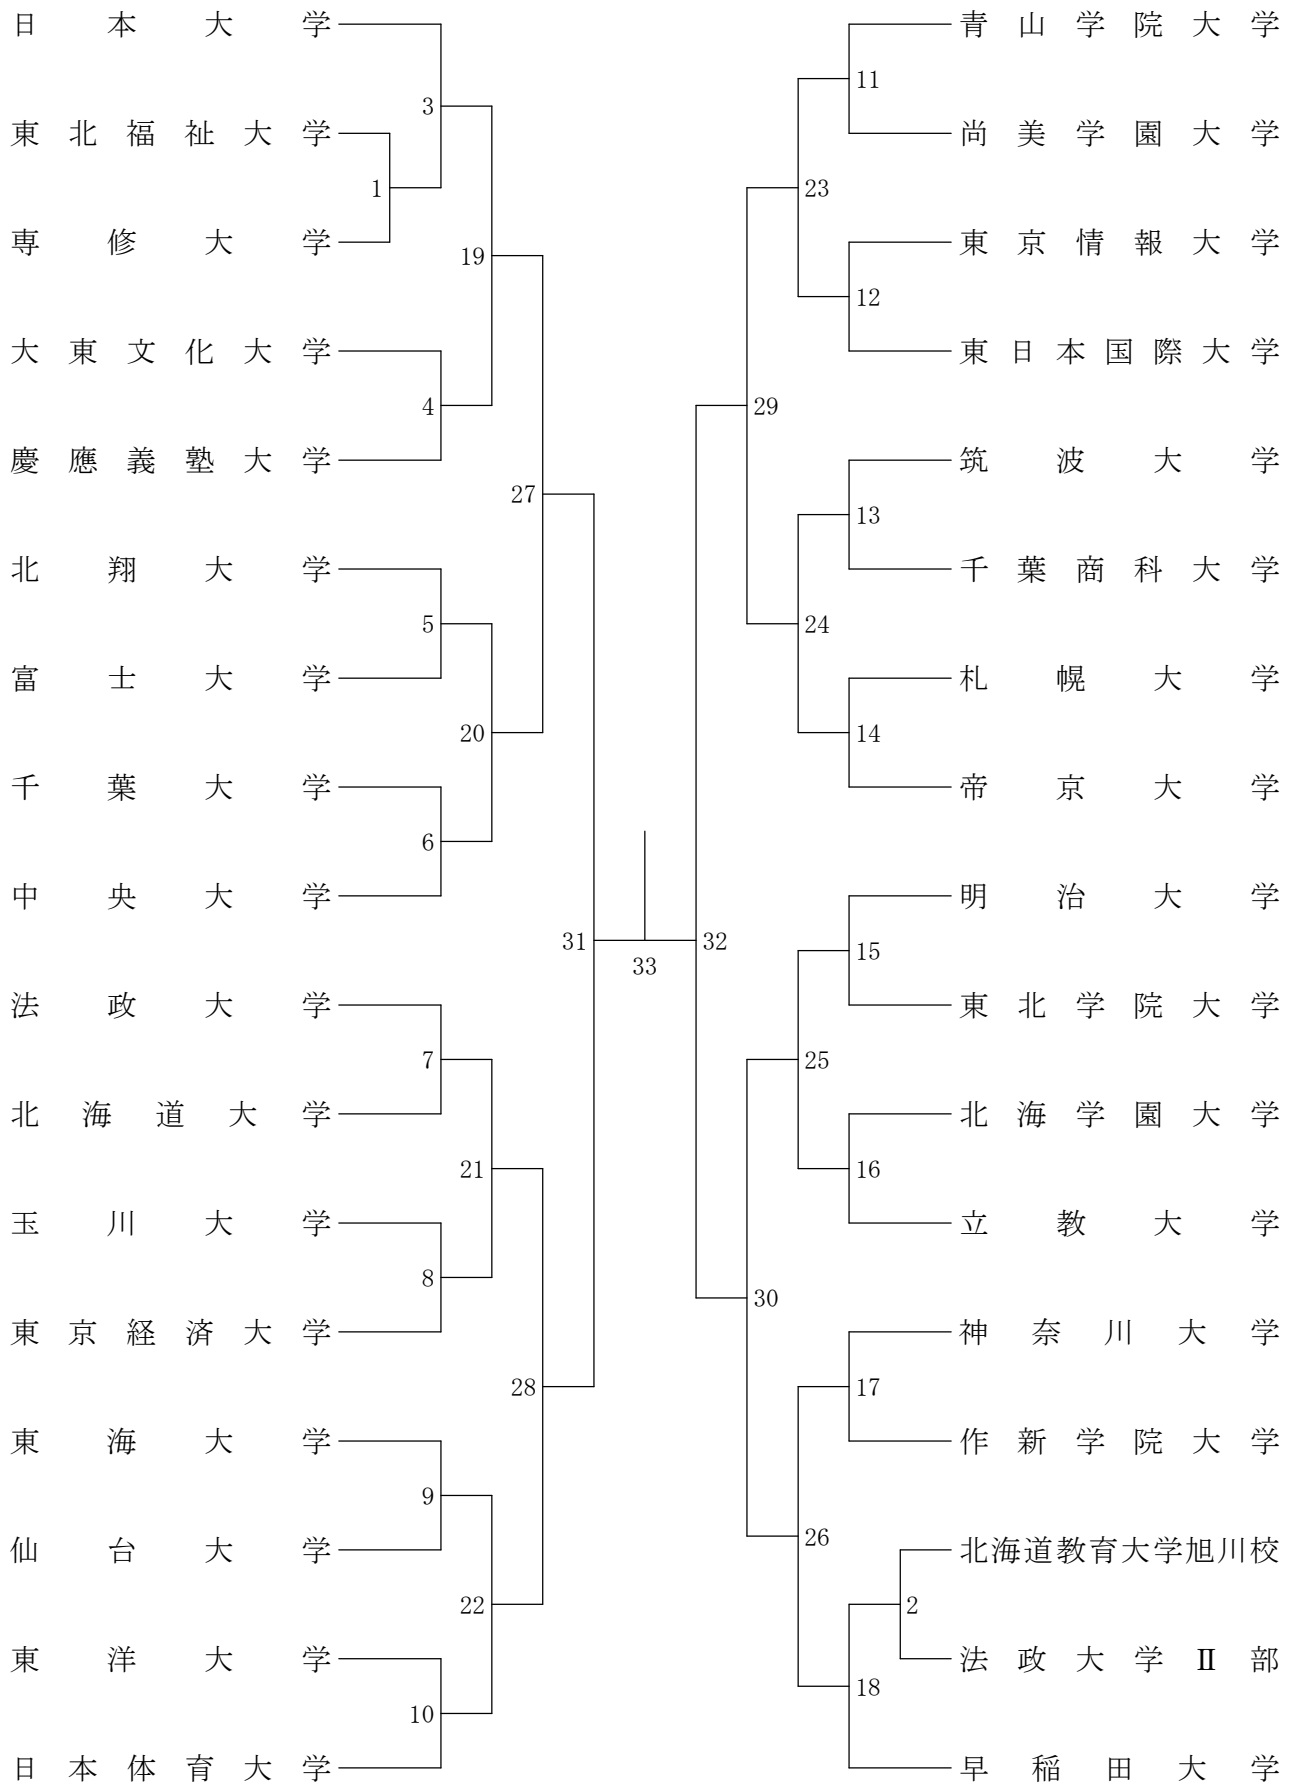 日本大学
東北福祉大学
専修大学
大東文化大学
慶應義塾大学
北翔大学
富士大学
千葉大学
中央大学
法政大学
北海道大学
玉川大学
東京経済大学
東海大学
仙台大学
東洋大学
日本体育大学
1
3
4
5
6
7
8
9
10
19
20
21
22
27
28
31
33
32
29
30
23
24
25
26
11
12
13
14
15
16
17
18
2
青山学院大学
尚美学園大学
東京情報大学
東日本国際大学
筑波大学
千葉商科大学
札幌大学
帝京大学
明治大学
東北学院大学
北海学園大学
立教大学
神奈川大学
作新学院大学
北海道教育大学旭川校
法政大学Ⅱ部
早稲田大学